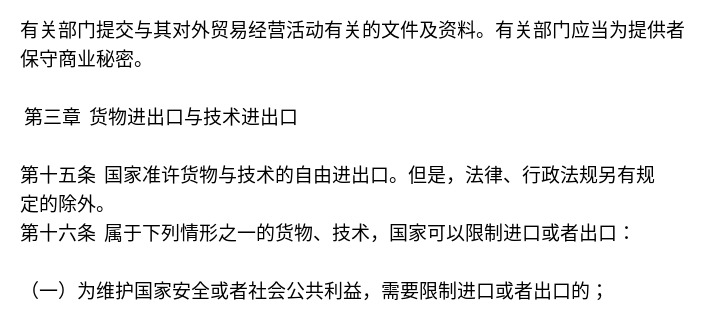 有关部门提交与其对外贸易经营活动有关的文件及资料。有关部门应当为提供者
保守商业秘密。
第三章 货物进出口与技术进出口
第十五条 国家准许货物与技术的自由进出口。但是，法律、行政法规另有规
定的除外。
第十六条 属于下列情形之一的货物、技术，国家可以限制进口或者出口：
（一）为维护国家安全或者社会公共利益，需要限制进口或者出口的；